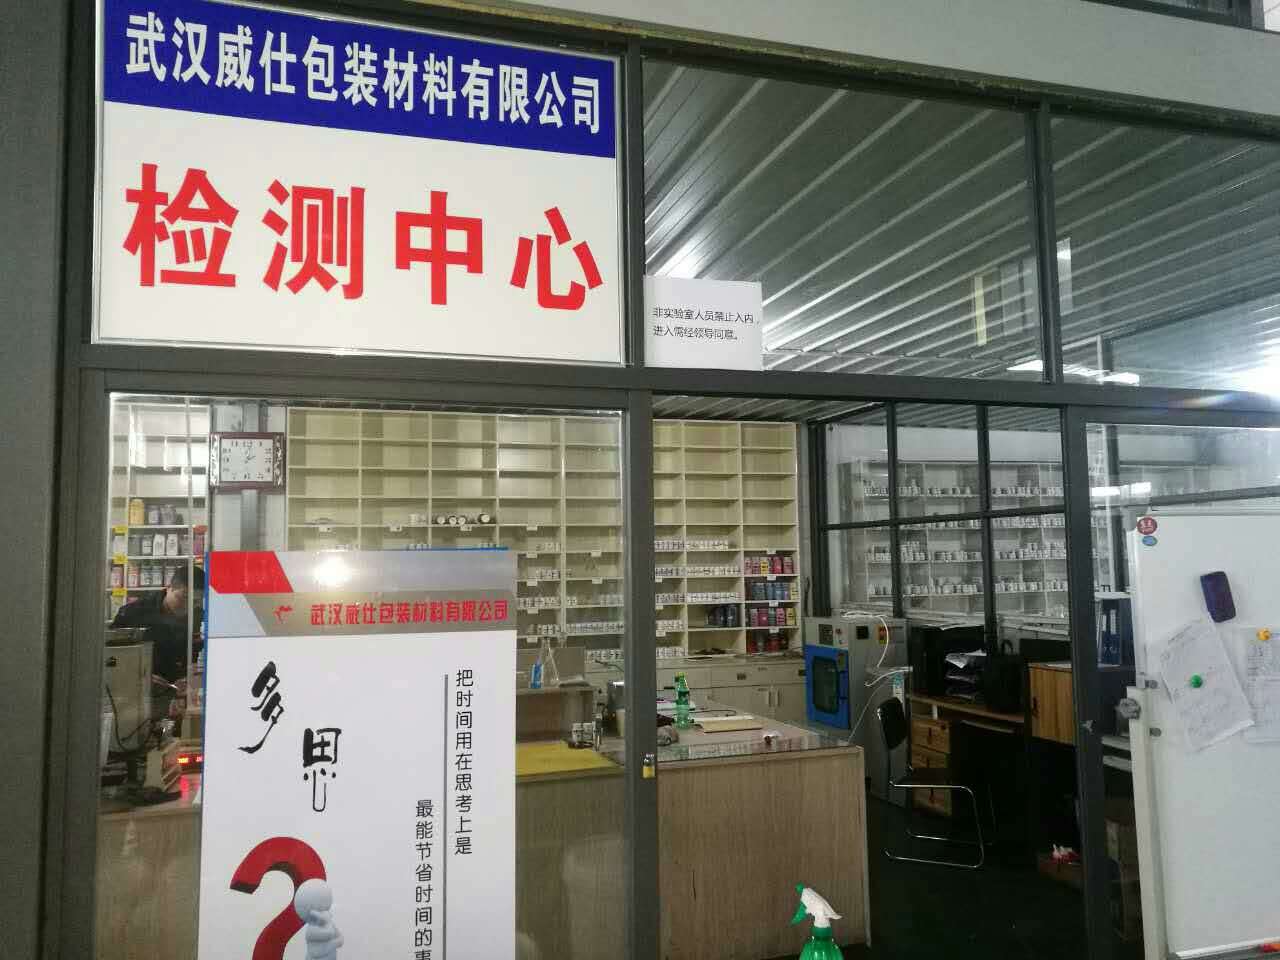 武汉威仕包装材料有限公司
检测中心
非实验室人员禁止入内，
进入需经领导同意。
武汉威仕包装材料有限公司
多思
把时间用在思考上是
最能节省时间的事